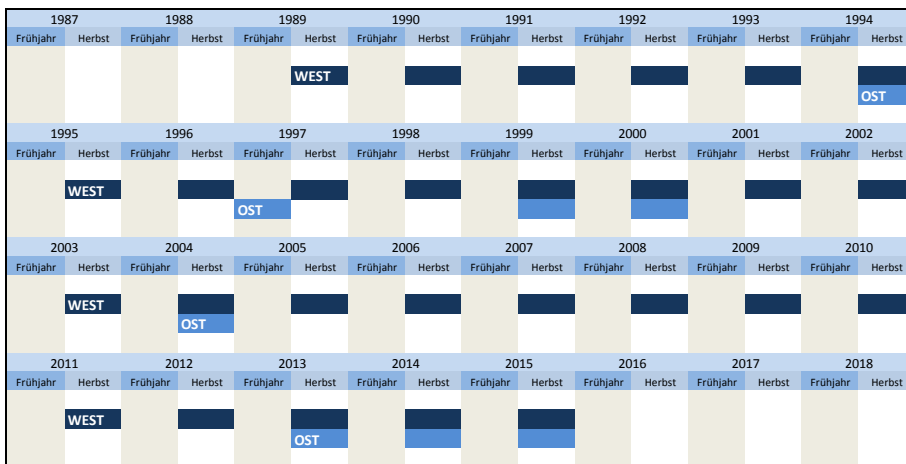 1987 1988 1989 1990 1991 1992 1993 1994
Frühjahr Herbst Frühjahr Herbst Frühjahr Herbst Frühjahr Herbst Frühjahr Herbst Frühjahr Herbst Frühjahr Herbst Frühjahr Herbst
WEST
OST
1995 1996 1997 1998 1999 2000 2001 2002
Frühjahr Herbst Frühjahr Herbst Frühjahr Herbst Frühjahr Herbst Frühjahr Herbst Frühjahr Herbst Frühjahr Herbst Frühjahr Herbst
WEST
OST
2003 2004 2005 2006 2007 2008 2009 2010
Frühjahr Herbst Frühjahr Herbst Frühjahr Herbst Frühjahr Herbst Frühjahr Herbst Frühjahr Herbst Frühjahr Herbst Frühjahr Herbst
WEST
OST
2011 2012 2013 2014 2015 2016 2017 2018
Frühjahr Herbst Frühjahr Herbst Frühjahr Herbst Frühjahr Herbst Frühjahr Herbst Frühjahr Herbst Frühjahr Herbst Frühjahr Herbst
WEST
OST